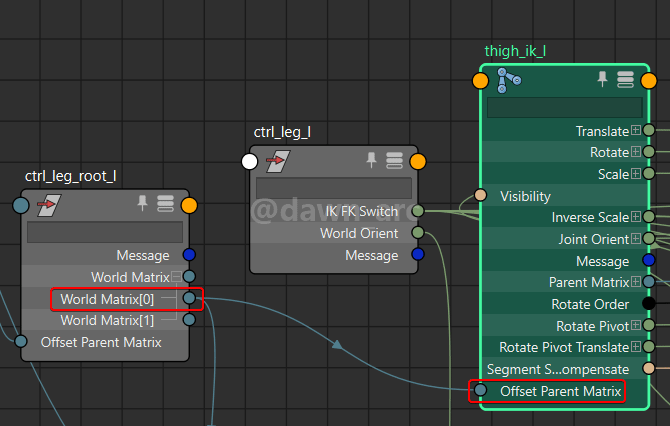 thigh_ik_l
Translate
Rotate
Scale
Visibility
Inverse Scale
Joint Orient
Message
Parent Matrix
Rotate Order
Rotate Pivot
Rotate Pivot Translate
Segment S...ompensate
Offset Parent Matrix
ctrl_leg_l
IK FK Switch
World Orient
Message
ctrl_leg_root_l
Message
World Matrix
World Matrix[0]
World Matrix[1]
Offset Parent Matrix
@dawn_arc